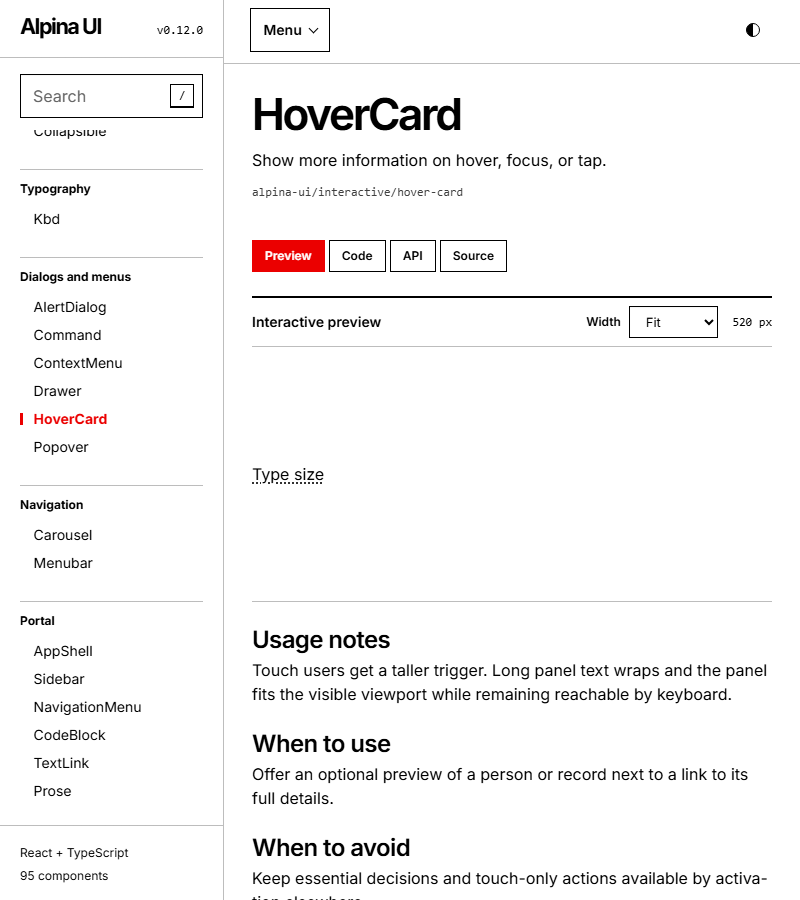 Alpina UI
v0.12.0
Search
/
Collapsible
Typography
Kbd
Dialogs and menus
AlertDialog
Command
ContextMenu
Drawer
HoverCard
Popover
Navigation
Carousel
Menubar
Portal
AppShell
Sidebar
NavigationMenu
CodeBlock
TextLink
Prose
React + TypeScript
95 components
Menu
HoverCard
Show more information on hover, focus, or tap.
alpina-ui/interactive/hover-card
Preview
Code
API
Source
Interactive preview
Width
Fit
520 px
Type size
Usage notes
Touch users get a taller trigger. Long panel text wraps and the panel
fits the visible viewport while remaining reachable by keyboard.
When to use
Offer an optional preview of a person or record next to a link to its
full details.
When to avoid
Keep essential decisions and touch-only actions available by activa-
tion elsewhere.